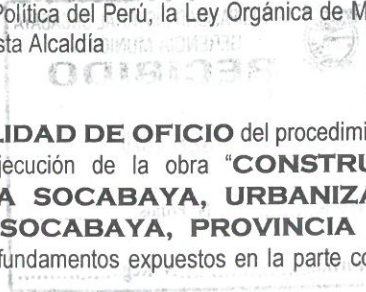 Política del Perú, la Ley Orgánica de M
sta Alcaldía
LIDAD DE OFICIO del procedimi
jecución de la obra "CONSTRU
A SOCABAYA, URBANIZA
SOCABAYA, PROVINCIA
fundamentos expuestos en la parte co